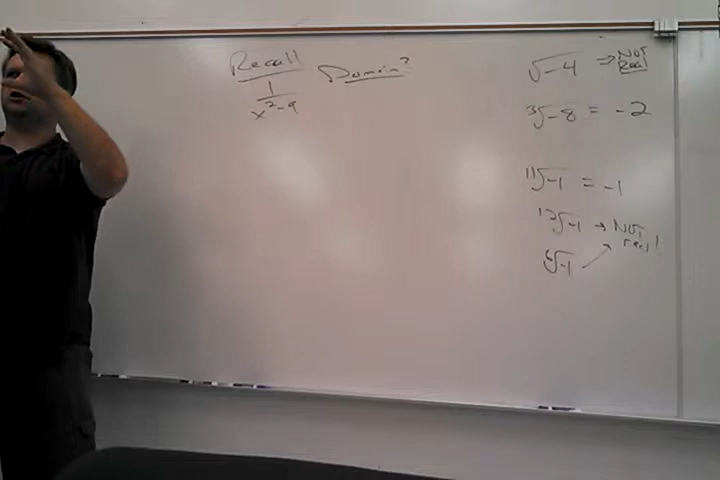 Recall Domain?
1
x²-9
√-4 ⇒ Not Real
³√-8 = -2
¹¹√-1 = -1
¹²√-1 → Not real!
⁶√-1